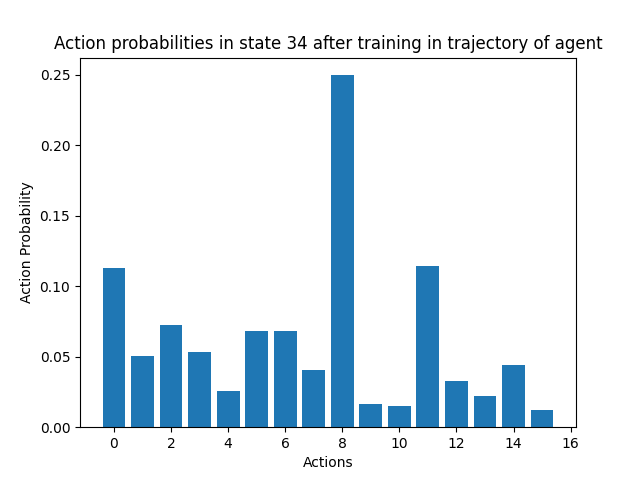 Action probabilities in state 34 after training in trajectory of agent
0.25
0.20
0.15
0.10
0.05
0.00
Action Probability
0 2 4 6 8 10 12 14 16
Actions